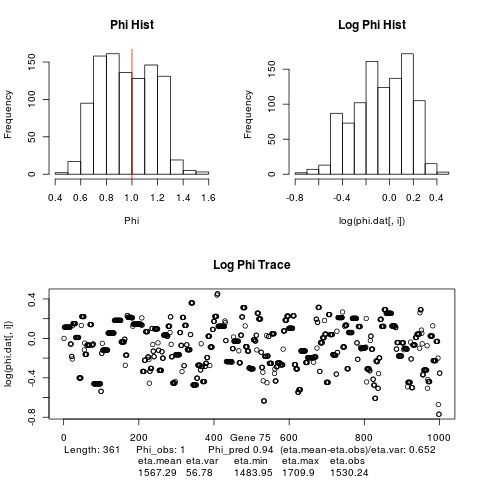 Phi Hist
Log Phi Hist
Frequency
150
100
50
0
0.4 0.6 0.8 1.0 1.2 1.4 1.6
Phi
Frequency
150
100
50
0
-0.8 -0.4 0.0 0.4
log(phi.dat[, i])
Log Phi Trace
log(phi.dat[, i])
0.4
0.0
-0.4
-0.8
0 200 400 600 800 1000
Gene 75
Length: 361 Phi_obs: 1 Phi_pred 0.94 (eta.mean-eta.obs)/eta.var: 0.652
eta.mean eta.var eta.min eta.max eta.obs
1567.29 56.78 1483.95 1709.9 1530.24